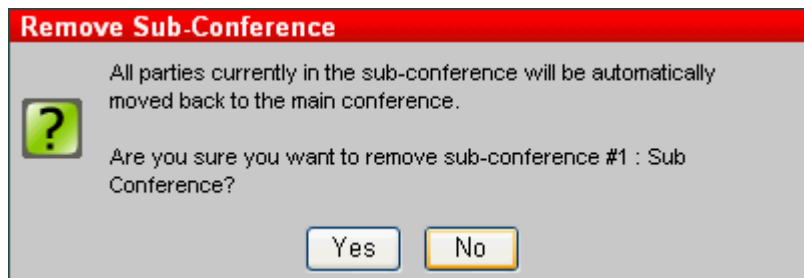 Remove Sub-Conference
All parties currently in the sub-conference will be automatically
moved back to the main conference.
?
Are you sure you want to remove sub-conference #1 : Sub
Conference?
Yes No